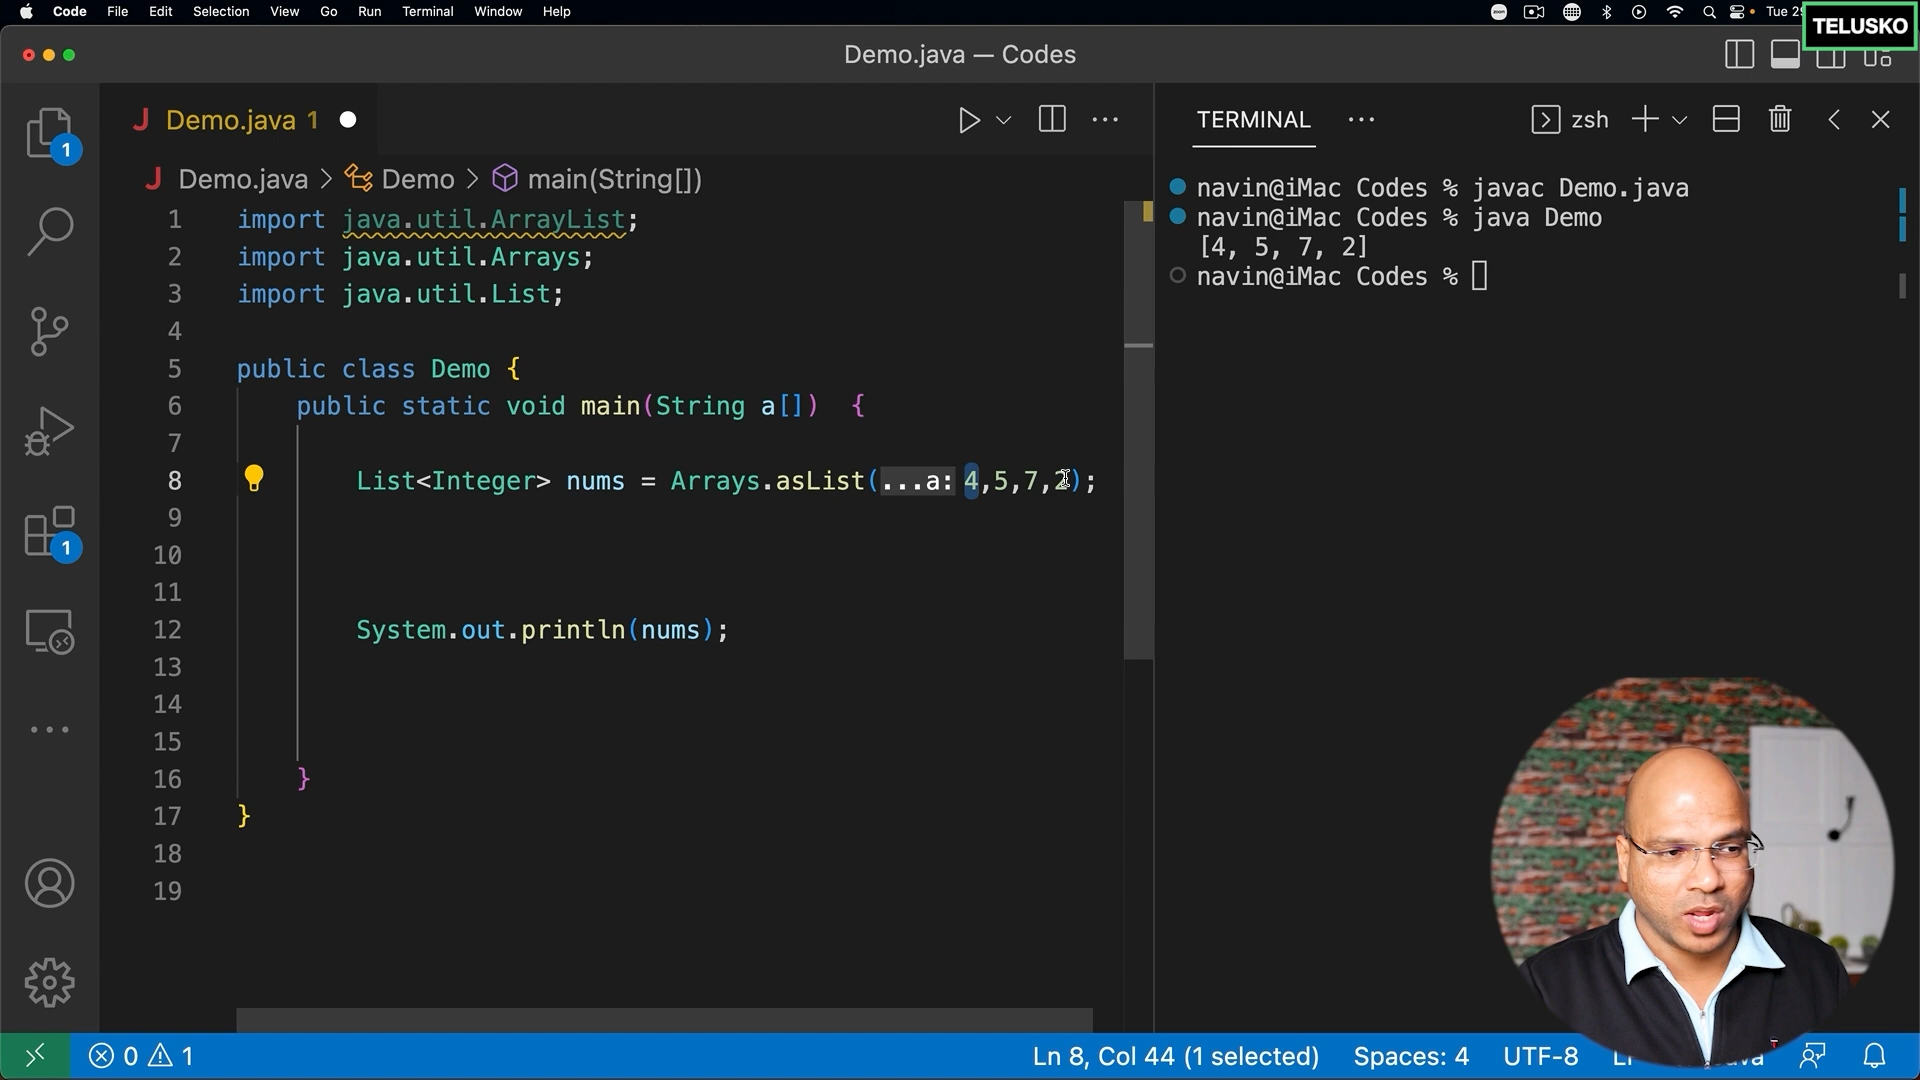 Code File Edit Selection View Go Run Terminal Window Help
zoom
Tue 2
TELUSKO
Demo.java — Codes
1
1
Demo.java 1
Demo.java > Demo > main(String[])
1 import java.util.ArrayList;
2 import java.util.Arrays;
3 import java.util.List;
4
5 public class Demo {
6 public static void main(String a[])  {
7
8 List<Integer> nums = Arrays.asList(...a: 4,5,7,2);
9
10
11
12 System.out.println(nums);
13
14
15
16 }
17 }
18
19
TERMINAL ... zsh
navin@iMac Codes % javac Demo.java
navin@iMac Codes % java Demo
[4, 5, 7, 2]
navin@iMac Codes %
0 1 Ln 8, Col 44 (1 selected) Spaces: 4 UTF-8